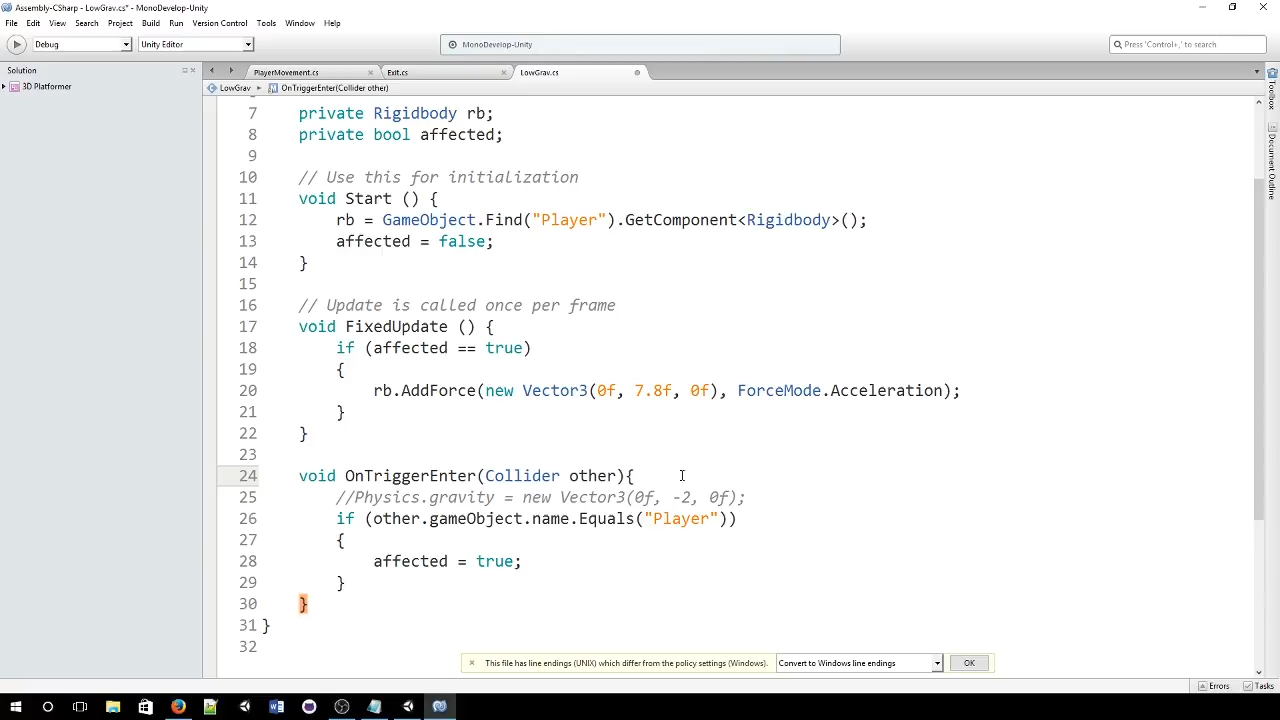 Assembly-CSharp - LowGrav.cs* - MonoDevelop-Unity
File Edit View Search Project Build Run Version Control Tools Window Help
Debug Unity Editor MonoDevelop-Unity Press 'Control+,' to search
Solution
3D Platformer
PlayerMovement.cs Exit.cs LowGrav.cs
LowGrav OnTriggerEnter(Collider other)
7 private Rigidbody rb;
8 private bool affected;
9
10 // Use this for initialization
11 void Start () {
12 rb = GameObject.Find("Player").GetComponent<Rigidbody>();
13 affected = false;
14 }
15
16 // Update is called once per frame
17 void FixedUpdate () {
18 if (affected == true)
19 {
20 rb.AddForce(new Vector3(0f, 7.8f, 0f), ForceMode.Acceleration);
21 }
22 }
23
24 void OnTriggerEnter(Collider other){
25 //Physics.gravity = new Vector3(0f, -2, 0f);
26 if (other.gameObject.name.Equals("Player"))
27 {
28 affected = true;
29 }
30 }
31 }
32
Toolbox
Document Outline
This file has line endings (UNIX) which differ from the policy settings (Windows). Convert to Windows line endings OK
Errors Tasks